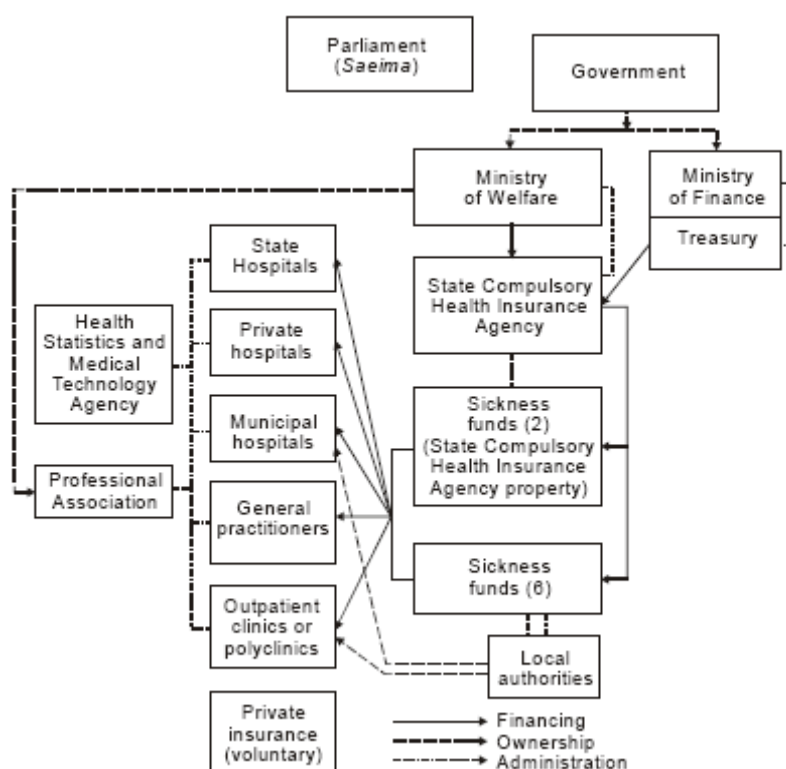 Parliament
(Saeima)
Government
Ministry
of Welfare
Ministry
of Finance
Treasury
State
Hospitals
State Compulsory
Health Insurance
Agency
Health
Statistics and
Medical
Technology
Agency
Private
hospitals
Municipal
hospitals
Sickness
funds (2)
(State Compulsory
Health Insurance
Agency property)
Professional
Association
General
practitioners
Sickness
funds (6)
Outpatient
clinics or
polyclinics
Local
authorities
Private
insurance
(voluntary)
Financing
Ownership
Administration